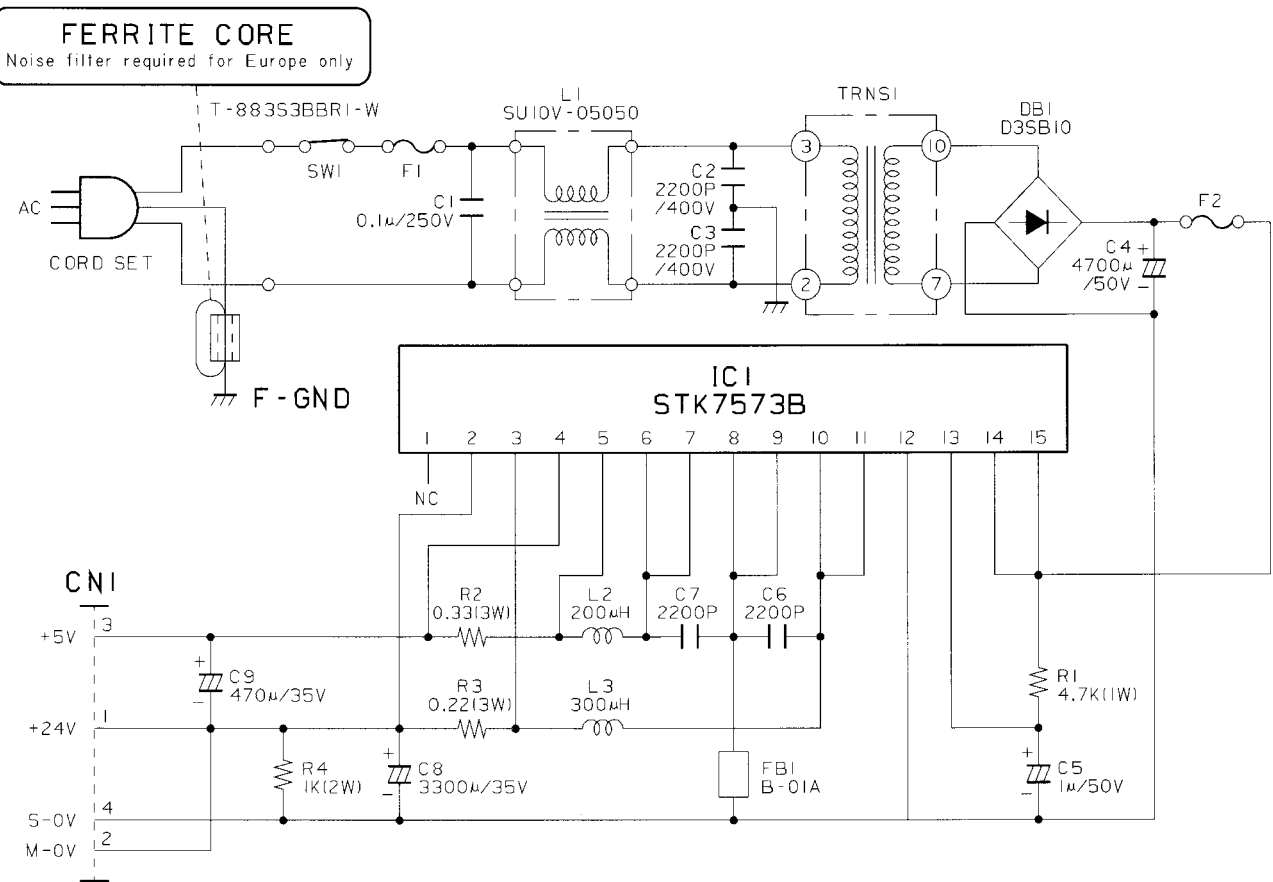 FERRITE CORE
Noise filter required for Europe only
T-883S3BBR1-W
L1
SU10V-05050
TRNS1
DB1
D3SB10
SW1
F1
3
10
F2
AC
C1
0.1μ/250V
C2
2200P
/400V
C3
2200P
/400V
C4
4700μ
/50V
+
-
CORD SET
2
7
F-GND
IC1
STK7573B
1 2 3 4 5 6 7 8 9 10 11 12 13 14 15
NC
CN1
R2
0.33(3W)
L2
200μH
C7
2200P
C6
2200P
+5V
3
+
-
C9
470μ/35V
R3
0.22(3W)
L3
300μH
R1
4.7K(1W)
+24V
1
R4
1K(2W)
+
-
C8
3300μ/35V
FB1
B-01A
+
-
C5
1μ/50V
S-0V
4
M-0V
2